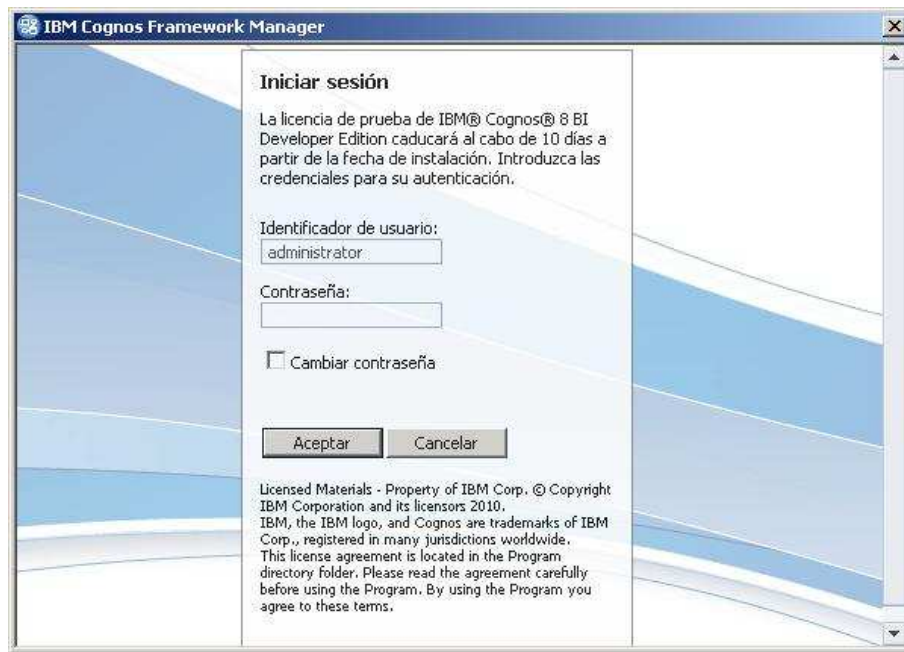 IBM Cognos Framework Manager
Iniciar sesión
La licencia de prueba de IBM® Cognos® 8 BI
Developer Edition caducará al cabo de 10 días a
partir de la fecha de instalación. Introduzca las
credenciales para su autenticación.
Identificador de usuario:
administrator
Contraseña:
Cambiar contraseña
Aceptar Cancelar
Licensed Materials - Property of IBM Corp. © Copyright
IBM Corporation and its licensors 2010.
IBM, the IBM logo, and Cognos are trademarks of IBM
Corp., registered in many jurisdictions worldwide.
This license agreement is located in the Program
directory folder. Please read the agreement carefully
before using the Program. By using the Program you
agree to these terms.